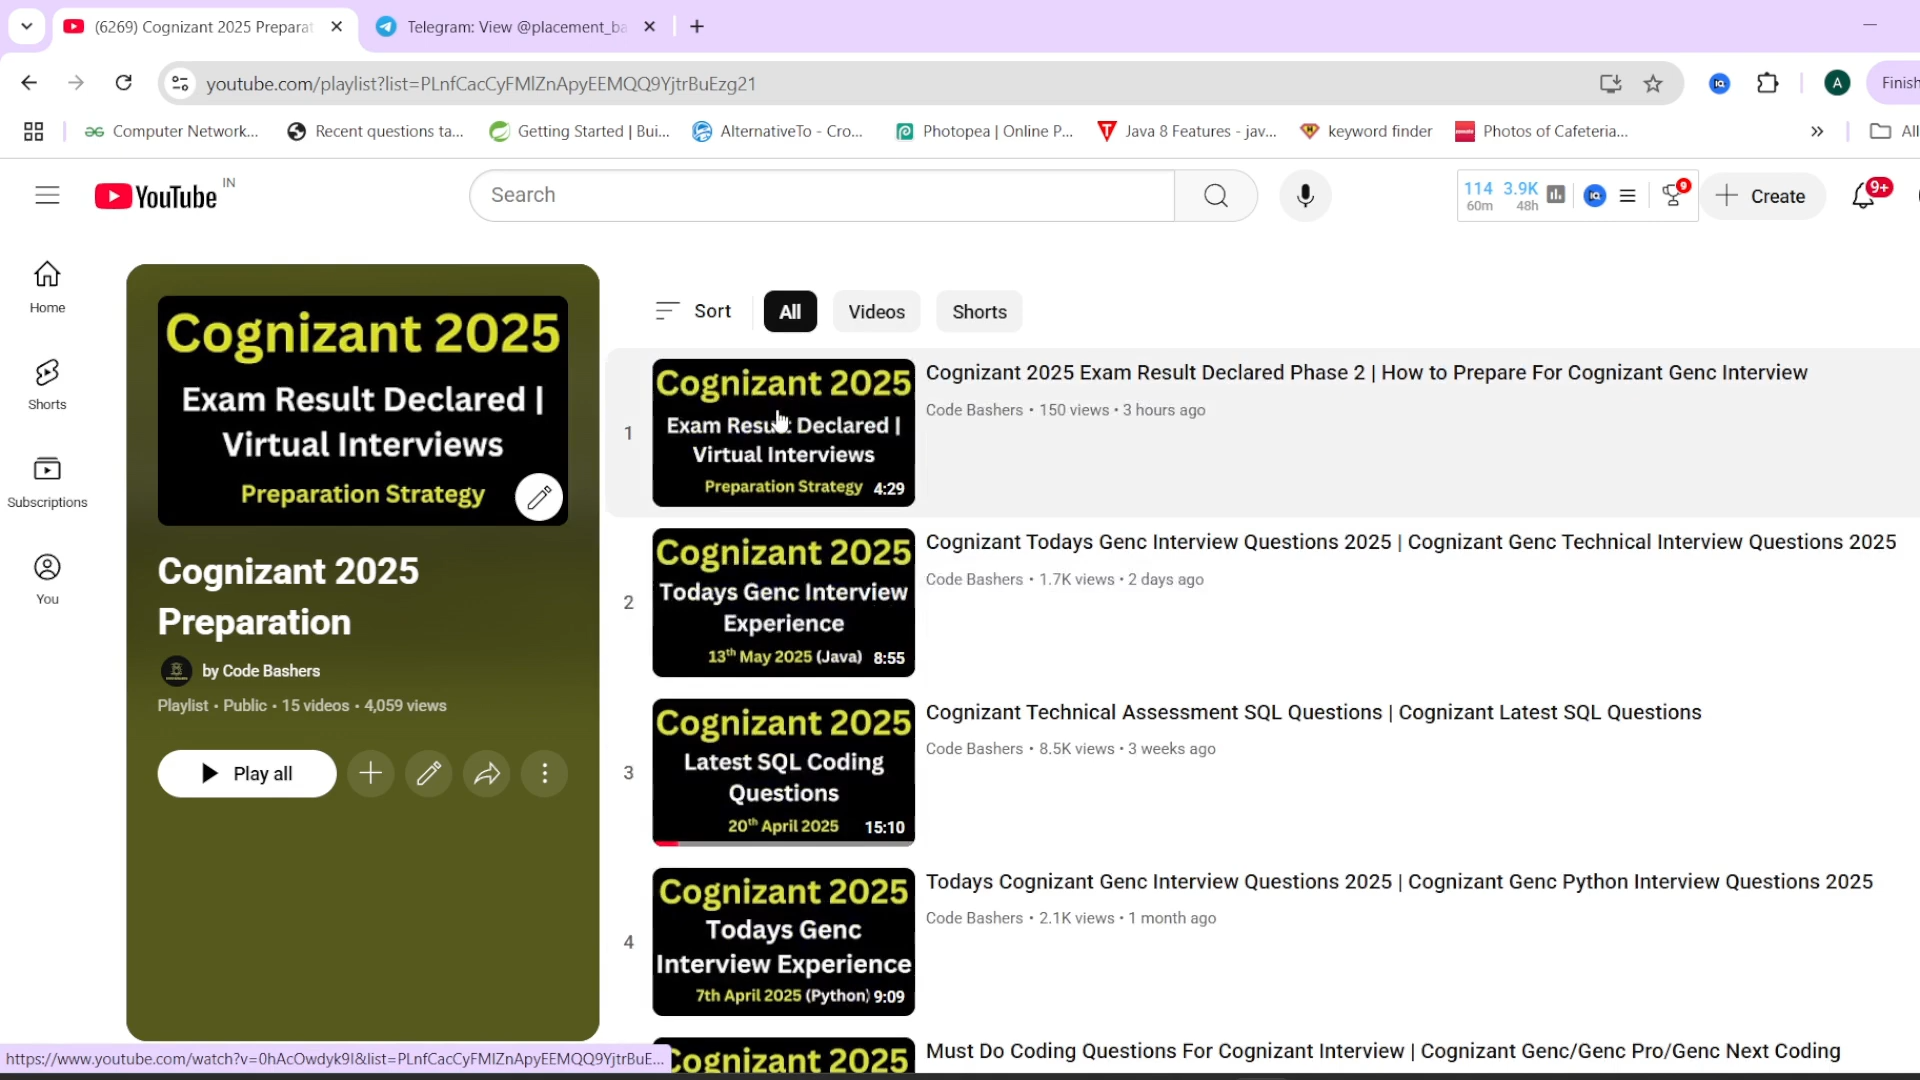 (6269) Cognizant 2025 Preparat
Telegram: View @placement_ba
youtube.com/playlist?list=PLnfCacCyFMlZnApyEEMQQ9YjtrBuEzg21
A
Finish
Computer Network...
Recent questions ta...
Getting Started | Bui...
AlternativeTo - Cro...
Photopea | Online P...
Java 8 Features - jav...
keyword finder
Photos of Cafeteria...
»
All
YouTube IN
Search
114 3.9K
60m 48h
9
Create
9+
Home
Shorts
Subscriptions
You
Cognizant 2025
Exam Result Declared |
Virtual Interviews
Preparation Strategy
Cognizant 2025
Preparation
by Code Bashers
Playlist • Public • 15 videos • 4,059 views
Play all
Sort
All
Videos
Shorts
1
Cognizant 2025
Exam Result Declared |
Virtual Interviews
Preparation Strategy
4:29
Cognizant 2025 Exam Result Declared Phase 2 | How to Prepare For Cognizant Genc Interview
Code Bashers • 150 views • 3 hours ago
2
Cognizant 2025
Todays Genc Interview
Experience
13th May 2025 (Java)
8:55
Cognizant Todays Genc Interview Questions 2025 | Cognizant Genc Technical Interview Questions 2025
Code Bashers • 1.7K views • 2 days ago
3
Cognizant 2025
Latest SQL Coding
Questions
20th April 2025
15:10
Cognizant Technical Assessment SQL Questions | Cognizant Latest SQL Questions
Code Bashers • 8.5K views • 3 weeks ago
4
Cognizant 2025
Todays Genc
Interview Experience
7th April 2025 (Python)
9:09
Todays Cognizant Genc Interview Questions 2025 | Cognizant Genc Python Interview Questions 2025
Code Bashers • 2.1K views • 1 month ago
Cognizant 2025
Must Do Coding Questions For Cognizant Interview | Cognizant Genc/Genc Pro/Genc Next Coding
https://www.youtube.com/watch?v=0hAcOwdyk9I&list=PLnfCacCyFMlZnApyEEMQQ9YjtrBuE...